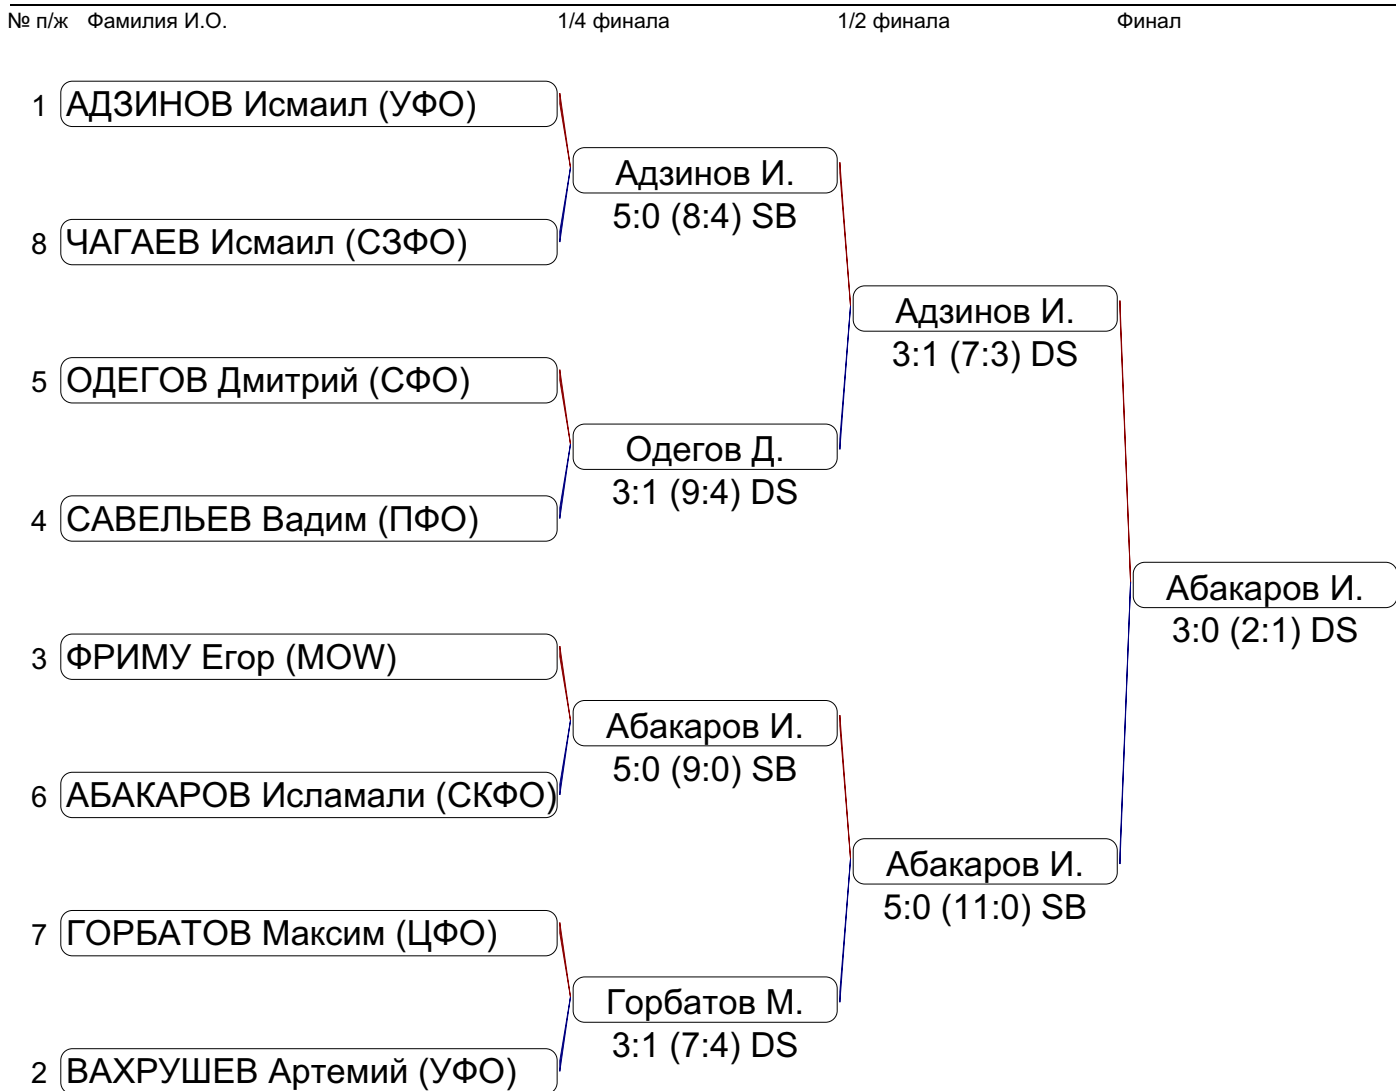 № п/ж Фамилия И.О. 1/4 финала 1/2 финала Финал
1 АДЗИНОВ Исмаил (УФО)
Адзинов И.
5:0 (8:4) SB
8 ЧАГАЕВ Исмаил (СЗФО)
Адзинов И.
3:1 (7:3) DS
5 ОДЕГОВ Дмитрий (СФО)
Одегов Д.
3:1 (9:4) DS
4 САВЕЛЬЕВ Вадим (ПФО)
Абакаров И.
3:0 (2:1) DS
3 ФРИМУ Егор (MOW)
Абакаров И.
5:0 (9:0) SB
6 АБАКАРОВ Исламали (СКФО)
Абакаров И.
5:0 (11:0) SB
7 ГОРБАТОВ Максим (ЦФО)
Горбатов М.
3:1 (7:4) DS
2 ВАХРУШЕВ Артемий (УФО)